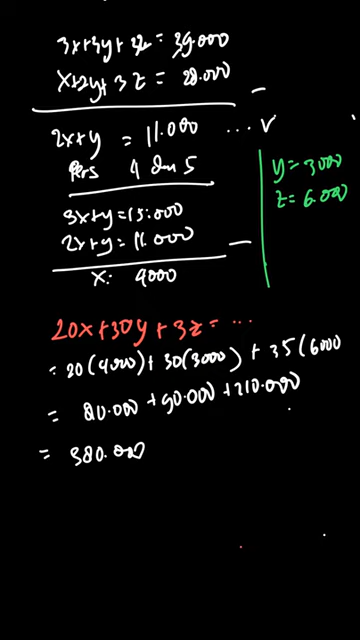 3x+3y+3z = 39.000
x+2y+3z = 28.000
2x+y = 11.000 ... V
Pers 4 dan 5
3x+y = 15.000
2x+y = 11.000
x: 4000
y = 3000
z = 6.000
20x+30y+3z = ...
= 20(4000) + 30(3000) + 35(6000
= 80.000 + 90.000 + 210.000
= 380.000